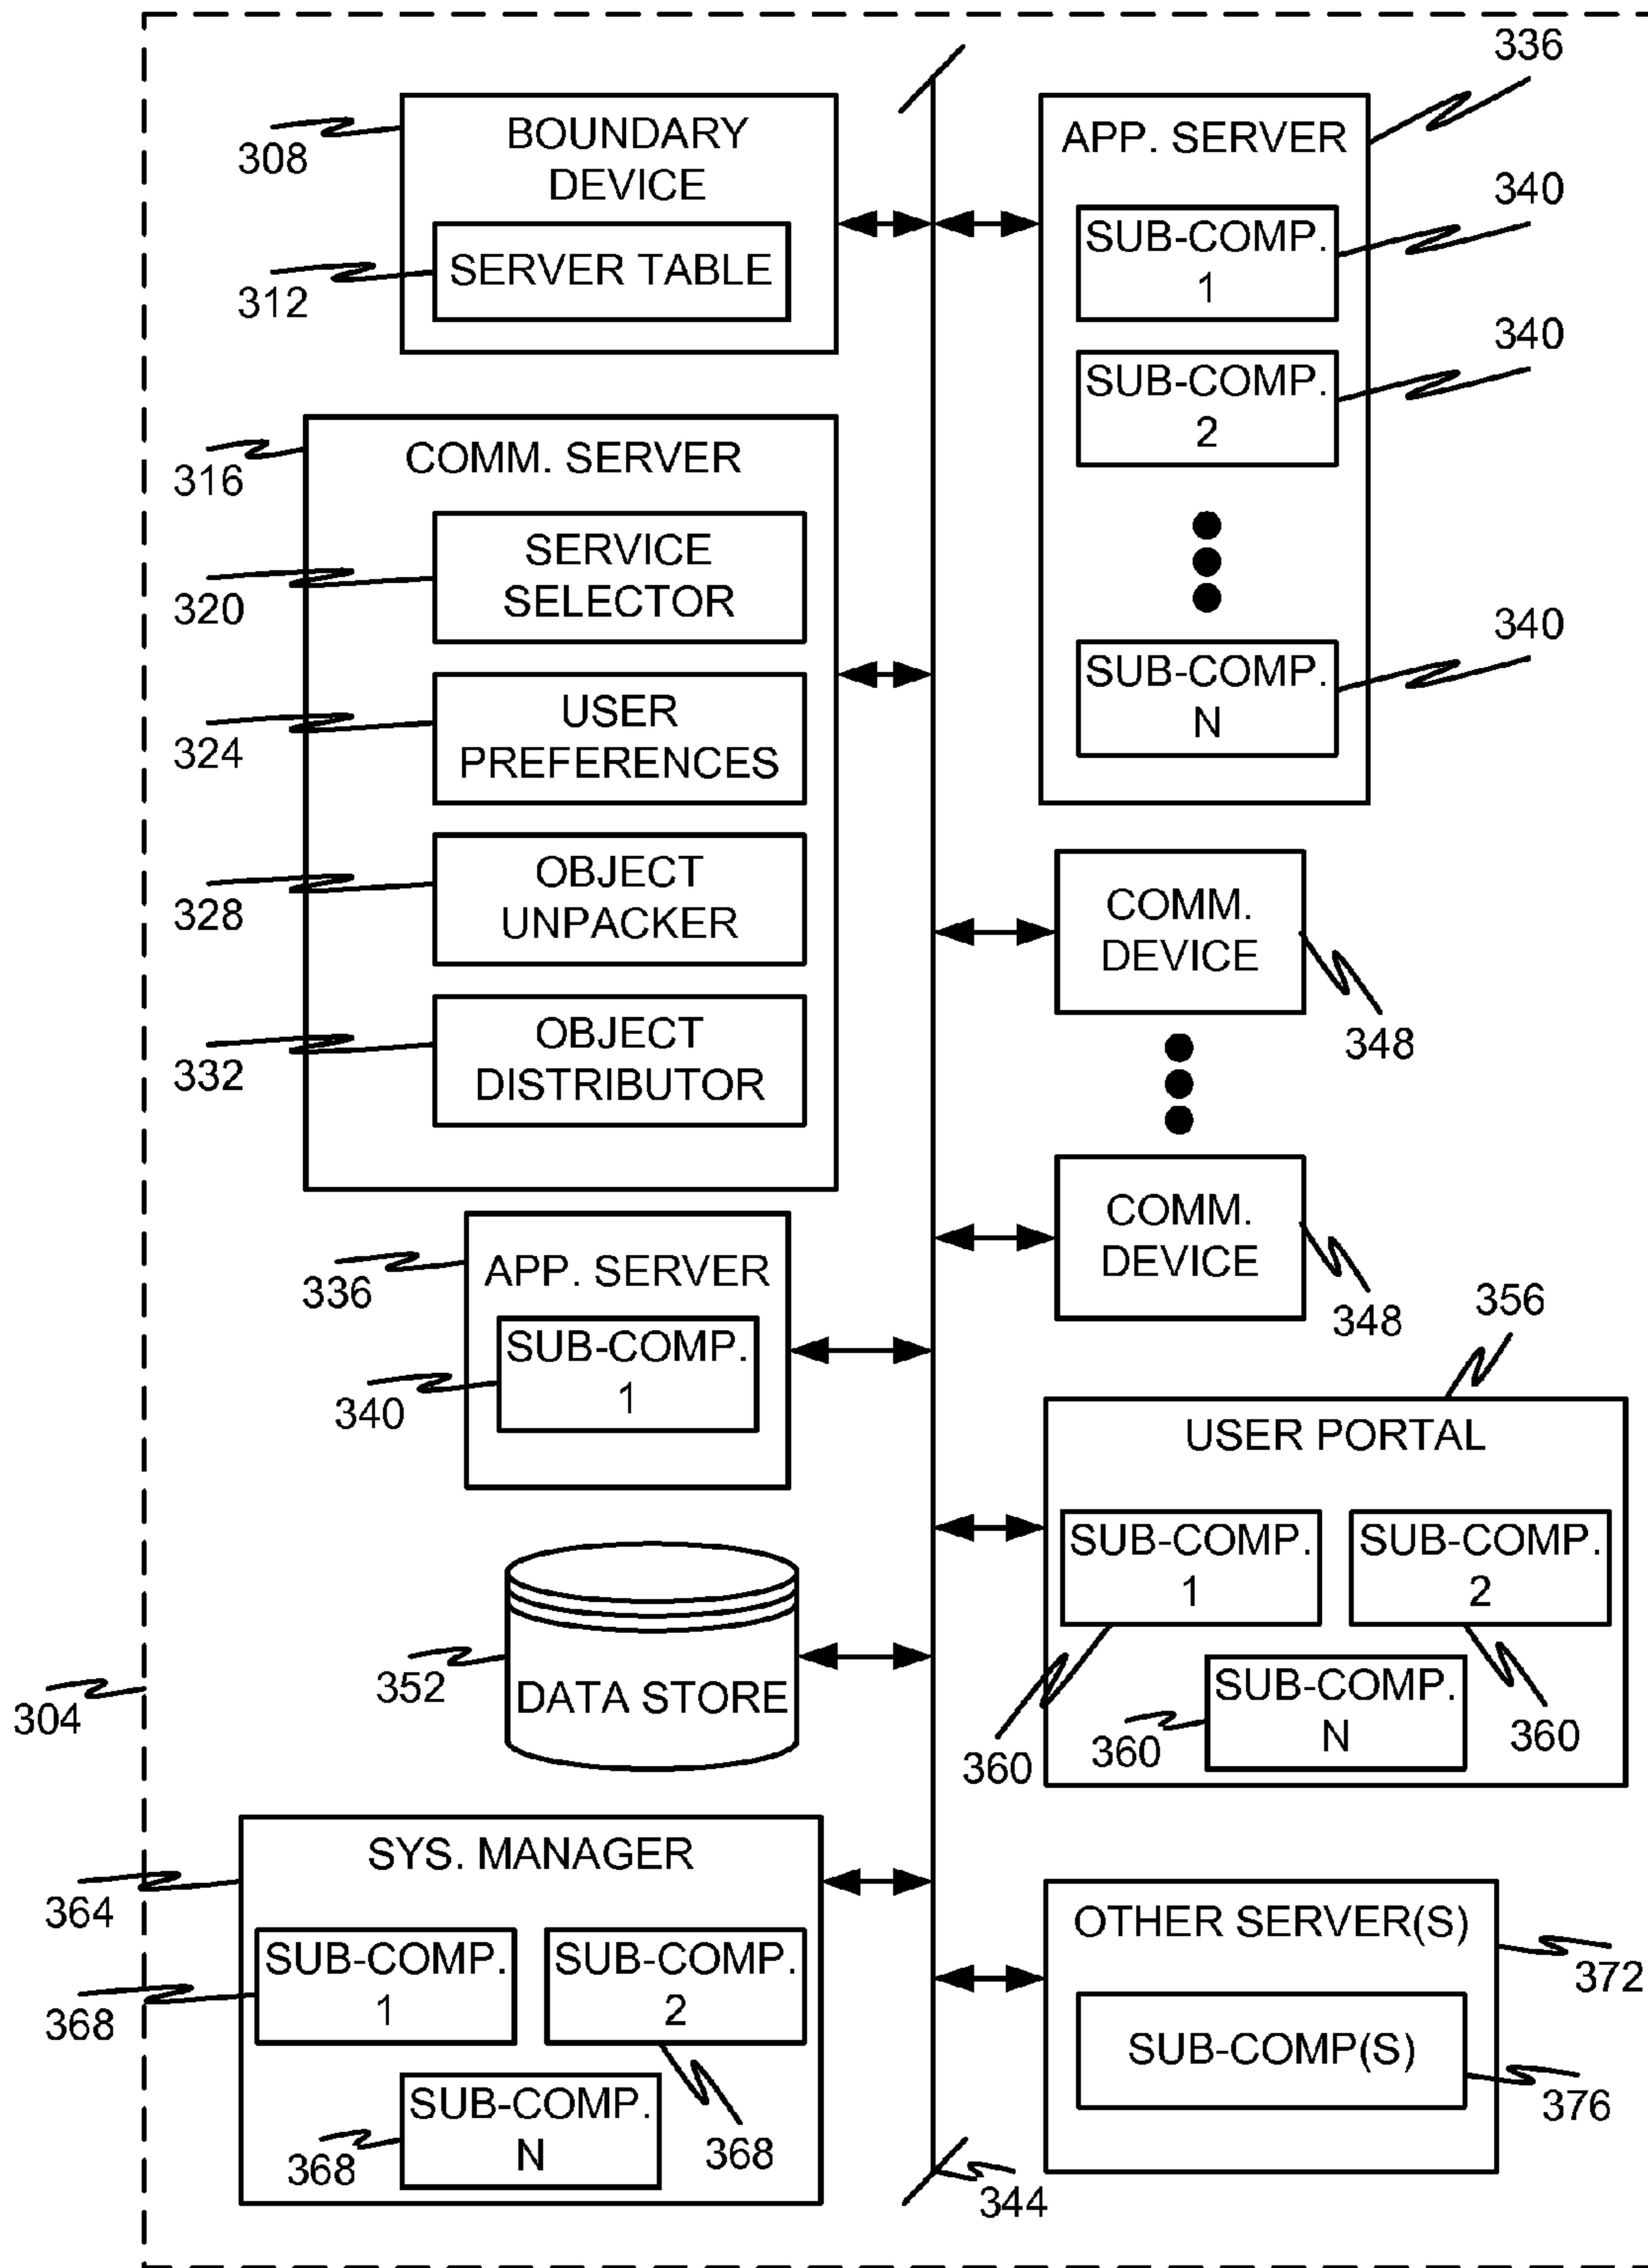 308
BOUNDARY
DEVICE
312
SERVER TABLE
316
COMM. SERVER
320
SERVICE
SELECTOR
324
USER
PREFERENCES
328
OBJECT
UNPACKER
332
OBJECT
DISTRIBUTOR
336
APP. SERVER
340
SUB-COMP.
1
352
DATA STORE
304
364
SYS. MANAGER
368
SUB-COMP.
1
SUB-COMP.
2
368
SUB-COMP.
N
368
344
336
APP. SERVER
340
SUB-COMP.
1
340
SUB-COMP.
2
340
SUB-COMP.
N
COMM.
DEVICE
348
COMM.
DEVICE
348
356
USER PORTAL
SUB-COMP.
1
SUB-COMP.
2
360
360
SUB-COMP.
N
360
OTHER SERVER(S)
372
SUB-COMP(S)
376